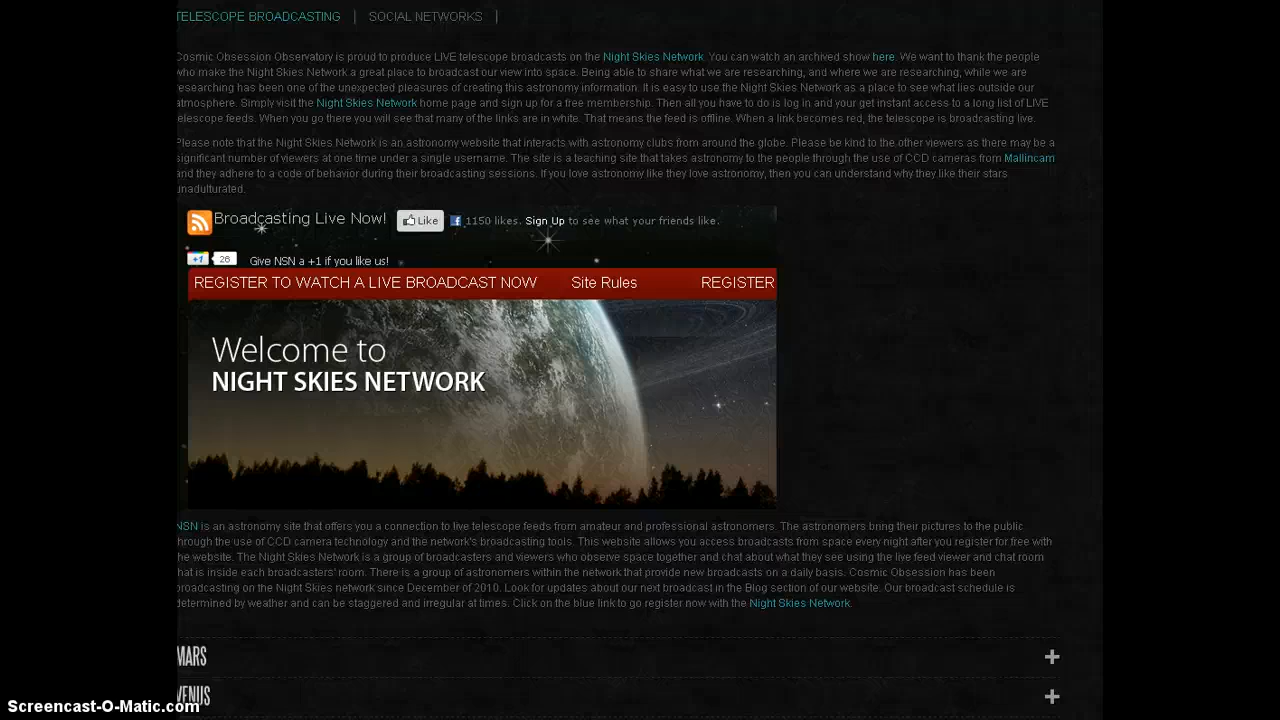 TELESCOPE BROADCASTING | SOCIAL NETWORKS |
Cosmic Obsession Observatory is proud to produce LIVE telescope broadcasts on the Night Skies Network. You can watch an archived show here. We want to thank the people
who make the Night Skies Network a great place to broadcast our view into space. Being able to share what we are researching, and where we are researching, while we are
researching has been one of the unexpected pleasures of creating this astronomy information. It is easy to use the Night Skies Network as a place to see what lies outside our
atmosphere. Simply visit the Night Skies Network home page and sign up for a free membership. Then all you have to do is log in and your get instant access to a long list of LIVE
telescope feeds. When you go there you will see that many of the links are in white. That means the feed is offline. When a link becomes red, the telescope is broadcasting live.
Please note that the Night Skies Network is an astronomy website that interacts with astronomy clubs from around the globe. Please be kind to the other viewers as there may be a
significant number of viewers at one time under a single username. The site is a teaching site that takes astronomy to the people through the use of CCD cameras from Mallincam
and they adhere to a code of behavior during their broadcasting sessions. If you love astronomy like they love astronomy, then you can understand why they like their stars
unadulturated.
Broadcasting Live Now! Like 1150 likes. Sign Up to see what your friends like.
+1 26 Give NSN a +1 if you like us!
REGISTER TO WATCH A LIVE BROADCAST NOW Site Rules REGISTER
Welcome to
NIGHT SKIES NETWORK
NSN is an astronomy site that offers you a connection to live telescope feeds from amateur and professional astronomers. The astronomers bring their pictures to the public
through the use of CCD camera technology and the network's broadcasting tools. This website allows you access broadcasts from space every night after you register for free with
the website. The Night Skies Network is a group of broadcasters and viewers who observe space together and chat about what they see using the live feed viewer and chat room
that is inside each broadcasters' room. There is a group of astronomers within the network that provide new broadcasts on a daily basis. Cosmic Obsession has been
broadcasting on the Night Skies network since December of 2010. Look for updates about our next broadcast in the Blog section of our website. Our broadcast schedule is
determined by weather and can be staggered and irregular at times. Click on the blue link to go register now with the Night Skies Network.
MARS
VENUS
Screencast-O-Matic.com